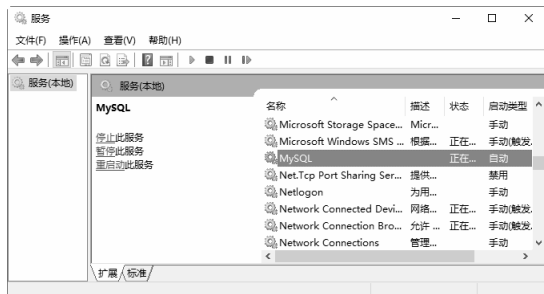 服务
文件(F) 操作(A) 查看(V) 帮助(H)
服务(本地)
服务(本地)
MySQL
停止此服务
暂停此服务
重启动此服务
名称 描述 状态 启动类型
Microsoft Storage Space... Micr... 手动
Microsoft Windows SMS ... 根据... 正在... 手动(触发.
MySQL 正在... 自动
Net.Tcp Port Sharing Ser... 提供... 禁用
Netlogon 为用... 手动
Network Connected Devi... 网络... 正在... 手动(触发.
Network Connection Bro... 允许 ... 正在... 手动(触发.
Network Connections 管理... 手动
扩展 标准